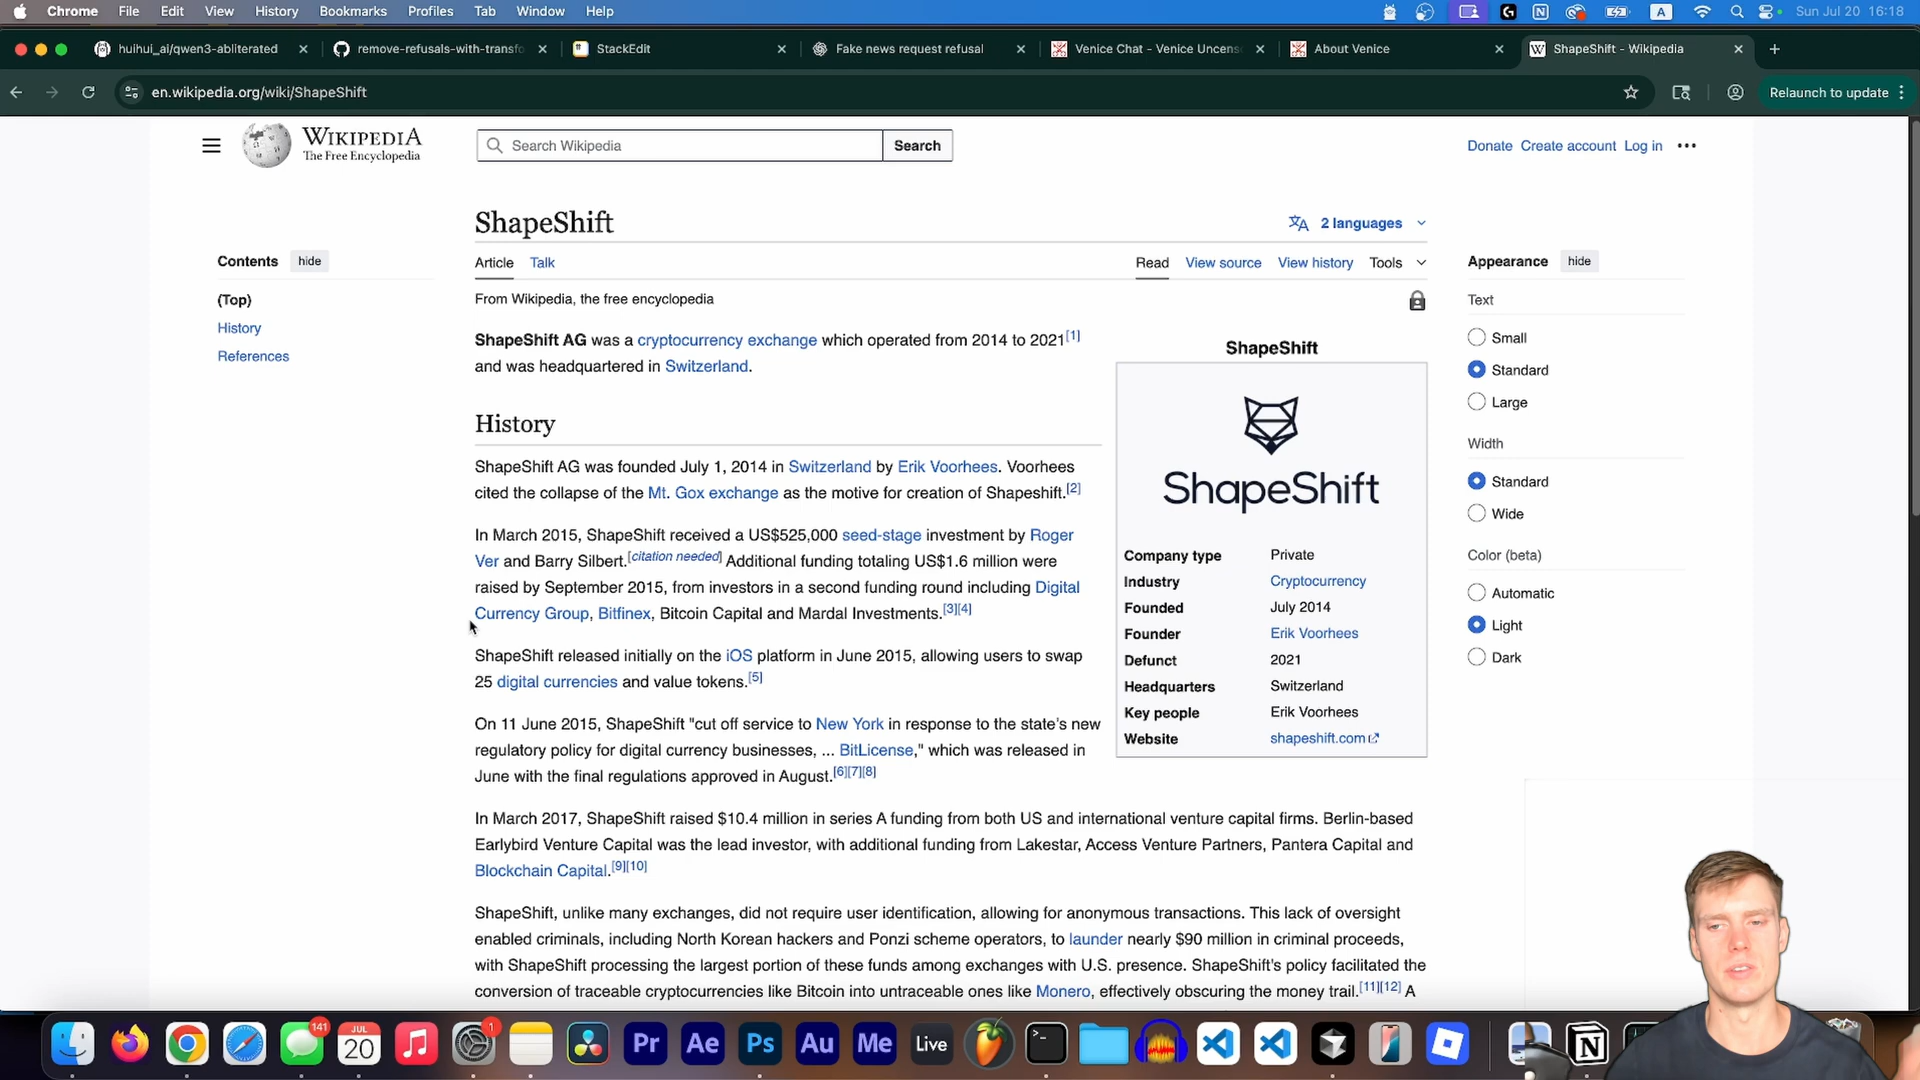 Chrome File Edit View History Bookmarks Profiles Tab Window Help
A Sun Jul 20 16:18
huihui_ai/qwen3-abliterated
remove-refusals-with-transfo
StackEdit
Fake news request refusal
Venice Chat - Venice Uncens
About Venice
ShapeShift - Wikipedia
en.wikipedia.org/wiki/ShapeShift
Relaunch to update
WIKIPEDIA
The Free Encyclopedia
Search Wikipedia
Search
Donate Create account Log in
ShapeShift
2 languages
Contents hide
(Top)
History
References
Article Talk
Read View source View history Tools
From Wikipedia, the free encyclopedia
ShapeShift AG was a cryptocurrency exchange which operated from 2014 to 2021[1]
and was headquartered in Switzerland.
History
ShapeShift AG was founded July 1, 2014 in Switzerland by Erik Voorhees. Voorhees
cited the collapse of the Mt. Gox exchange as the motive for creation of Shapeshift.[2]
In March 2015, ShapeShift received a US$525,000 seed-stage investment by Roger
Ver and Barry Silbert.[citation needed] Additional funding totaling US$1.6 million were
raised by September 2015, from investors in a second funding round including Digital
Currency Group, Bitfinex, Bitcoin Capital and Mardal Investments.[3][4]
ShapeShift released initially on the iOS platform in June 2015, allowing users to swap
25 digital currencies and value tokens.[5]
On 11 June 2015, ShapeShift "cut off service to New York in response to the state's new
regulatory policy for digital currency businesses, ... BitLicense," which was released in
June with the final regulations approved in August.[6][7][8]
In March 2017, ShapeShift raised $10.4 million in series A funding from both US and international venture capital firms. Berlin-based
Earlybird Venture Capital was the lead investor, with additional funding from Lakestar, Access Venture Partners, Pantera Capital and
Blockchain Capital.[9][10]
ShapeShift, unlike many exchanges, did not require user identification, allowing for anonymous transactions. This lack of oversight
enabled criminals, including North Korean hackers and Ponzi scheme operators, to launder nearly $90 million in criminal proceeds,
with ShapeShift processing the largest portion of these funds among exchanges with U.S. presence. ShapeShift's policy facilitated the
conversion of traceable cryptocurrencies like Bitcoin into untraceable ones like Monero, effectively obscuring the money trail.[11][12] A
ShapeShift
ShapeShift
Company type Private
Industry Cryptocurrency
Founded July 2014
Founder Erik Voorhees
Defunct 2021
Headquarters Switzerland
Key people Erik Voorhees
Website shapeshift.com
Appearance hide
Text
Small
Standard
Large
Width
Standard
Wide
Color (beta)
Automatic
Light
Dark
141
JUL
20
1
Pr
Ae
Ps
Au
Me
Live